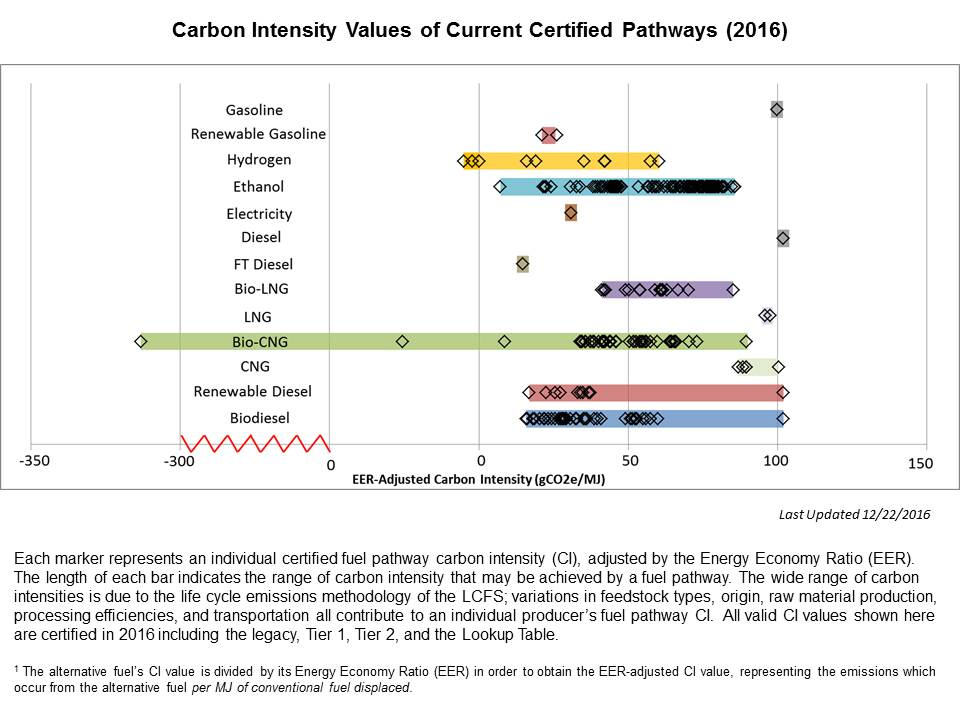 Carbon Intensity Values of Current Certified Pathways (2016)
Gasoline
Renewable Gasoline
Hydrogen
Ethanol
Electricity
Diesel
FT Diesel
Bio-LNG
LNG
Bio-CNG
CNG
Renewable Diesel
Biodiesel
-350 -300 0 0 50 100 150
EER-Adjusted Carbon Intensity (gCO2e/MJ)
Last Updated 12/22/2016
Each marker represents an individual certified fuel pathway carbon intensity (CI), adjusted by the Energy Economy Ratio (EER).
The length of each bar indicates the range of carbon intensity that may be achieved by a fuel pathway. The wide range of carbon
intensities is due to the life cycle emissions methodology of the LCFS; variations in feedstock types, origin, raw material production,
processing efficiencies, and transportation all contribute to an individual producer's fuel pathway CI. All valid CI values shown here
are certified in 2016 including the legacy, Tier 1, Tier 2, and the Lookup Table.
1 The alternative fuel's CI value is divided by its Energy Economy Ratio (EER) in order to obtain the EER-adjusted CI value, representing the emissions which
occur from the alternative fuel per MJ of conventional fuel displaced.